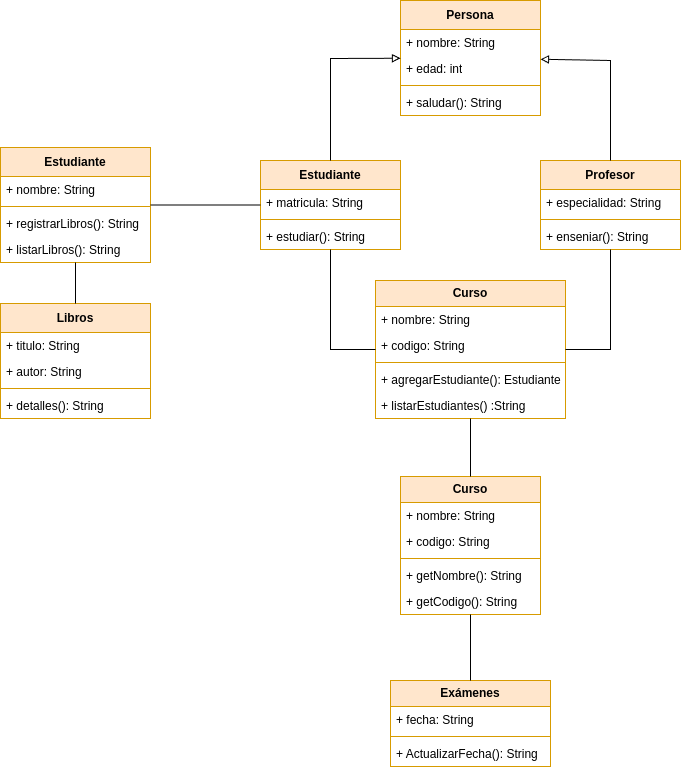 Persona
+ nombre: String
+ edad: int
+ saludar(): String
Estudiante
+ nombre: String
+ registrarLibros(): String
+ listarLibros(): String
Estudiante
+ matricula: String
+ estudiar(): String
Profesor
+ especialidad: String
+ enseniar(): String
Libros
+ titulo: String
+ autor: String
+ detalles(): String
Curso
+ nombre: String
+ codigo: String
+ agregarEstudiante(): Estudiante
+ listarEstudiantes() :String
Curso
+ nombre: String
+ codigo: String
+ getNombre(): String
+ getCodigo(): String
Exámenes
+ fecha: String
+ ActualizarFecha(): String